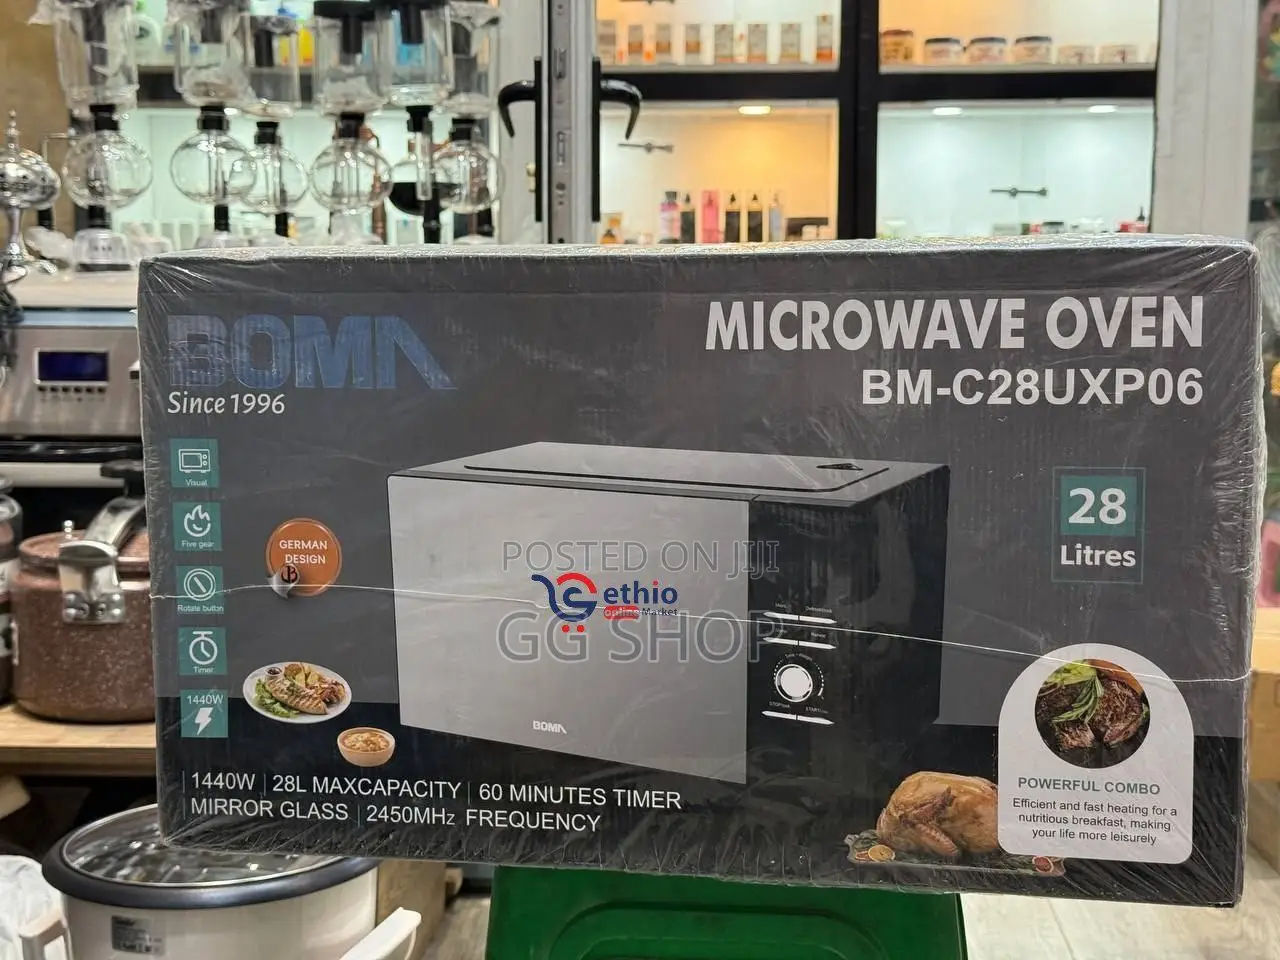 BOMA
Since 1996
MICROWAVE OVEN
BM-C28UXP06
Visual
Five gear
Rotate button
Timer
1440W
GERMAN
DESIGN
28
Litres
POSTED ON JIJI
ethio
online Market
GG SHOP
BOMA
POWERFUL COMBO
Efficient and fast heating for a
nutritious breakfast, making
your life more leisurely
1440W | 28L MAXCAPACITY | 60 MINUTES TIMER
MIRROR GLASS | 2450MHz FREQUENCY